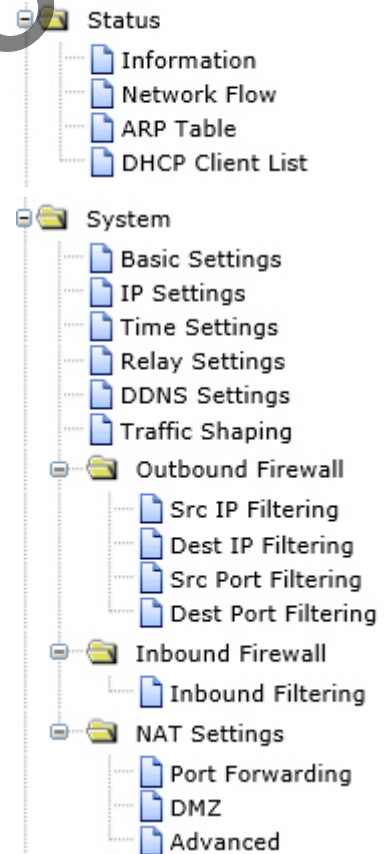 Status
Information
Network Flow
ARP Table
DHCP Client List
System
Basic Settings
IP Settings
Time Settings
Relay Settings
DDNS Settings
Traffic Shaping
Outbound Firewall
Src IP Filtering
Dest IP Filtering
Src Port Filtering
Dest Port Filtering
Inbound Firewall
Inbound Filtering
NAT Settings
Port Forwarding
DMZ
Advanced